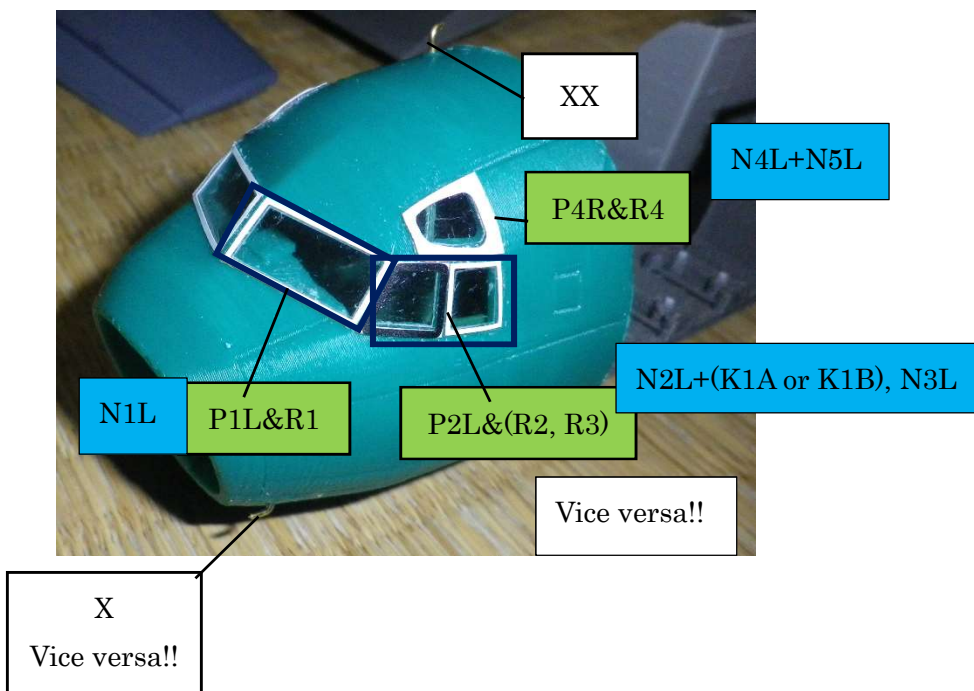 XX
N4L+N5L
P4R&R4
N2L+(K1A or K1B), N3L
N1L
P1L&R1
P2L&(R2, R3)
Vice versa!!
X
Vice versa!!